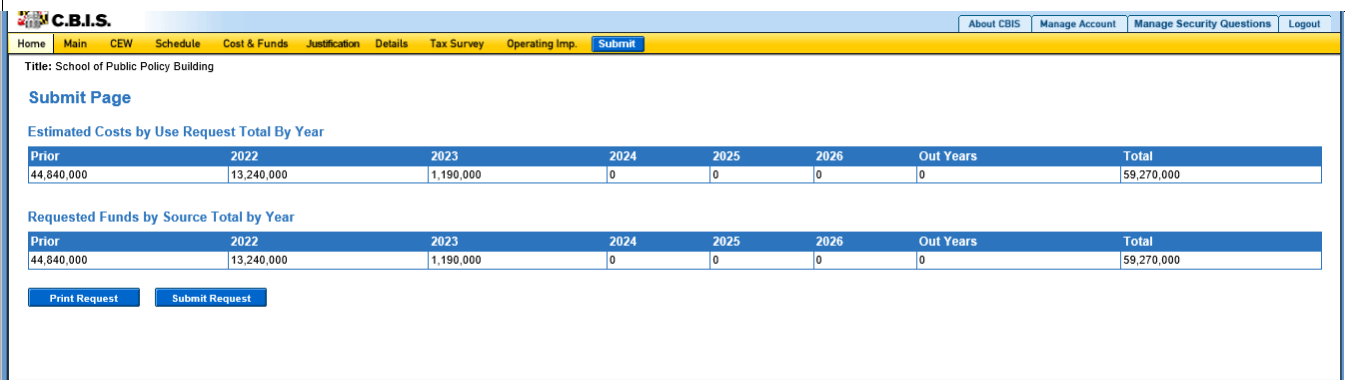 C.B.I.S.
About CBIS Manage Account Manage Security Questions Logout
Home Main CEW Schedule Cost & Funds Justification Details Tax Survey Operating Imp. Submit
Title: School of Public Policy Building
Submit Page
Estimated Costs by Use Request Total By Year
Prior 2022 2023 2024 2025 2026 Out Years Total
44,840,000 13,240,000 1,190,000 0 0 0 0 59,270,000
Requested Funds by Source Total by Year
Prior 2022 2023 2024 2025 2026 Out Years Total
44,840,000 13,240,000 1,190,000 0 0 0 0 59,270,000
Print Request Submit Request